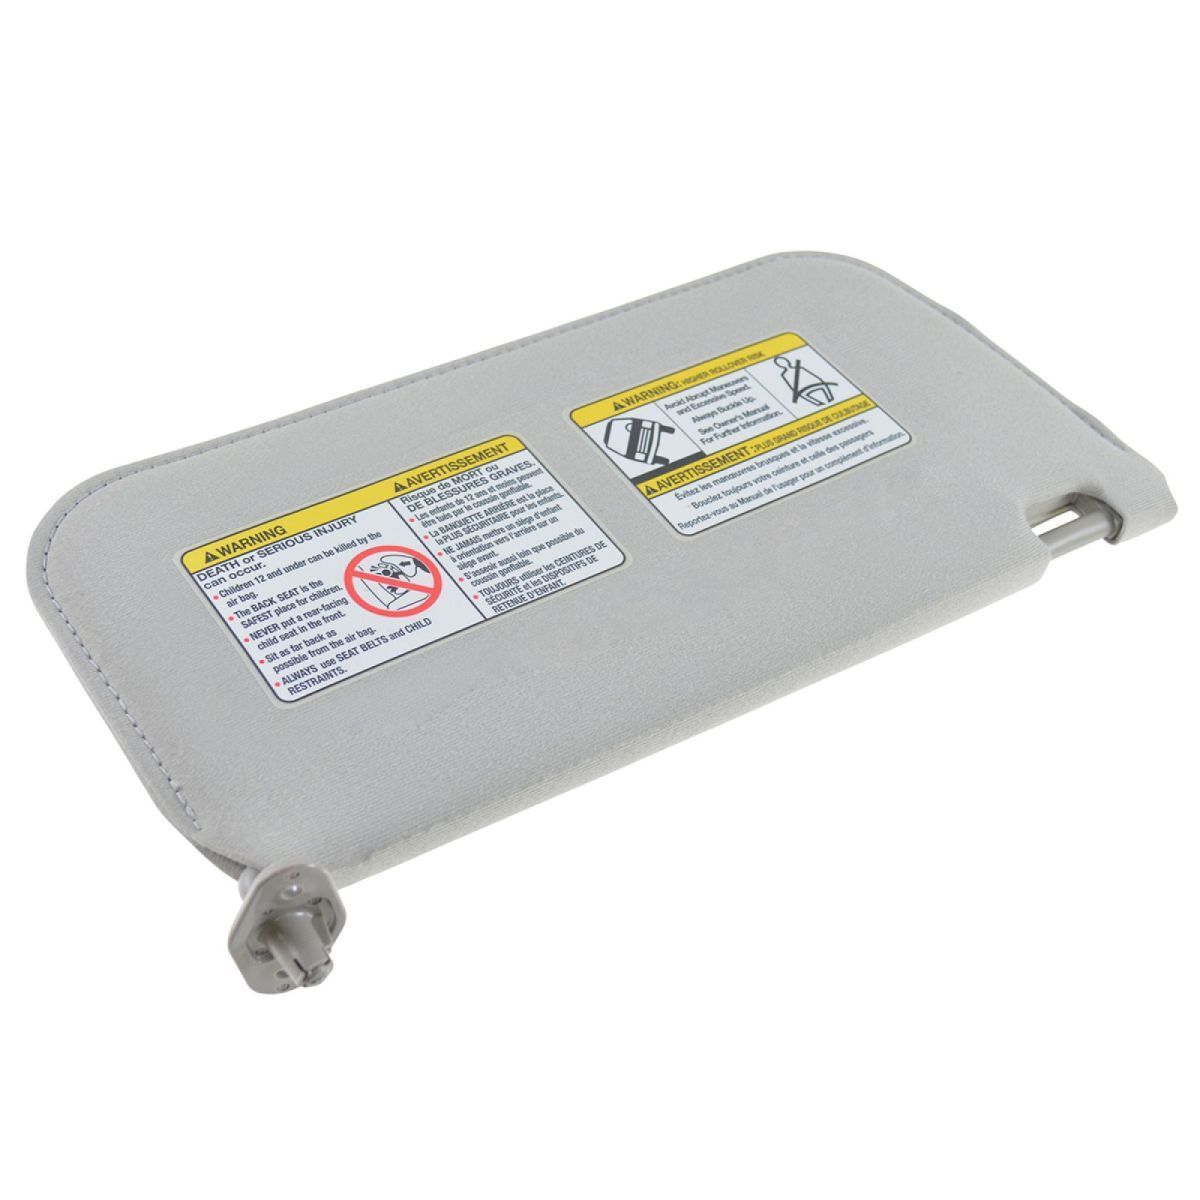 WARNING
DEATH or SERIOUS INJURY
can occur.
• Children 12 and under can be killed by the
air bag.
• The BACK SEAT is the
SAFEST place for children.
• NEVER put a rear-facing
child seat in the front.
• Sit as far back as
possible from the air bag.
• ALWAYS use SEAT BELTS and CHILD
RESTRAINTS.
AVERTISSEMENT
Risque de MORT ou
DE BLESSURES GRAVES.
• Les enfants de 12 ans et moins peuvent
être tués par le coussin gonflable.
• La BANQUETTE ARRIÈRE est la place
la PLUS SÉCURITAIRE pour les enfants.
• NE JAMAIS mettre un siège d'enfant
à orientation vers l'arrière sur un
siège avant.
• S'asseoir aussi loin que possible du
coussin gonflable.
• TOUJOURS utiliser les CEINTURES DE
SÉCURITÉ et les DISPOSITIFS DE
RETENUE D'ENFANT.
WARNING: HIGHER ROLLOVER RISK
Avoid Abrupt Maneuvers
and Excessive Speed.
Always Buckle Up.
See Owner's Manual
For Further Information.
AVERTISSEMENT : PLUS GRAND RISQUE DE CULBUTAGE
Évitez les manœuvres brusques et la vitesse excessive.
Bouclez toujours votre ceinture et celle des passagers
Reportez-vous au Manuel de l'usager pour un complément d'information.